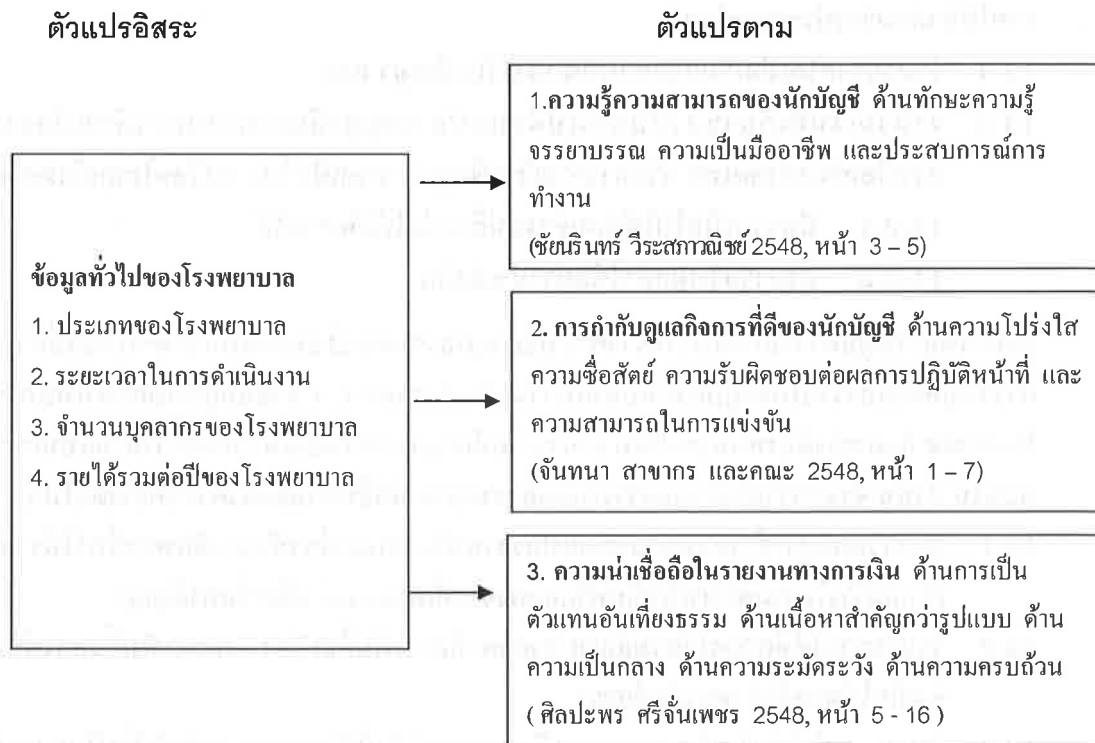 ตัวแปรอิสระ
ตัวแปรตาม
ข้อมูลทั่วไปของโรงพยาบาล
1. ประเภทของโรงพยาบาล
2. ระยะเวลาในการดำเนินงาน
3. จำนวนบุคลากรของโรงพยาบาล
4. รายได้รวมต่อปีของโรงพยาบาล
1.ความรู้ความสามารถของนักบัญชี ด้านทักษะความรู้
จรรยาบรรณ ความเป็นมืออาชีพ และประสบการณ์การ
ทำงาน
(ชัยนรินทร์ วีระสถาวณิชย์ 2548, หน้า 3 – 5)
2. การกำกับดูแลกิจการที่ดีของนักบัญชี ด้านความโปร่งใส
ความซื่อสัตย์ ความรับผิดชอบต่อผลการปฏิบัติหน้าที่ และ
ความสามารถในการแข่งขัน
(จันทนา สาขากร และคณะ 2548, หน้า 1 – 7)
3. ความน่าเชื่อถือในรายงานทางการเงิน ด้านการเป็น
ตัวแทนอันเที่ยงธรรม ด้านเนื้อหาสำคัญกว่ารูปแบบ ด้าน
ความเป็นกลาง ด้านความระมัดระวัง ด้านความครบถ้วน
( ศิลปะพร ศรีจั่นเพชร 2548, หน้า 5 - 16 )